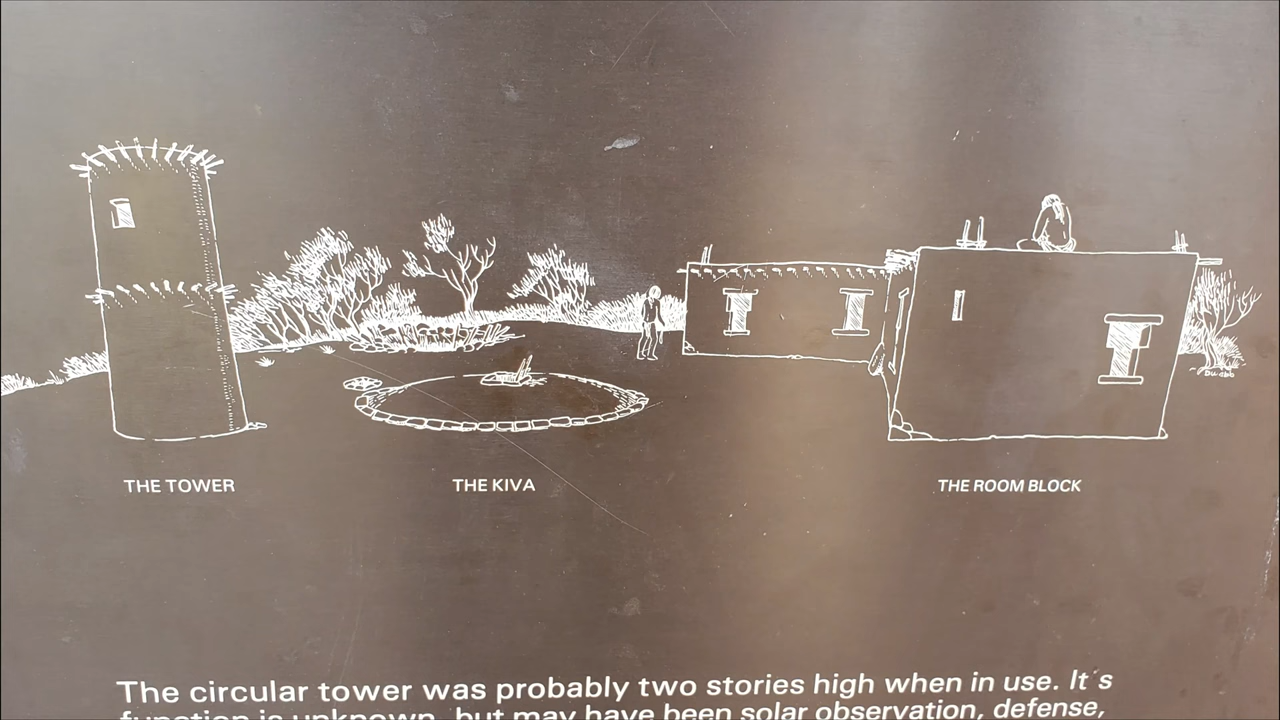 THE TOWER
THE KIVA
THE ROOM BLOCK
The circular tower was probably two stories high when in use. It's
function is unknown, but may have been solar observation, defense,